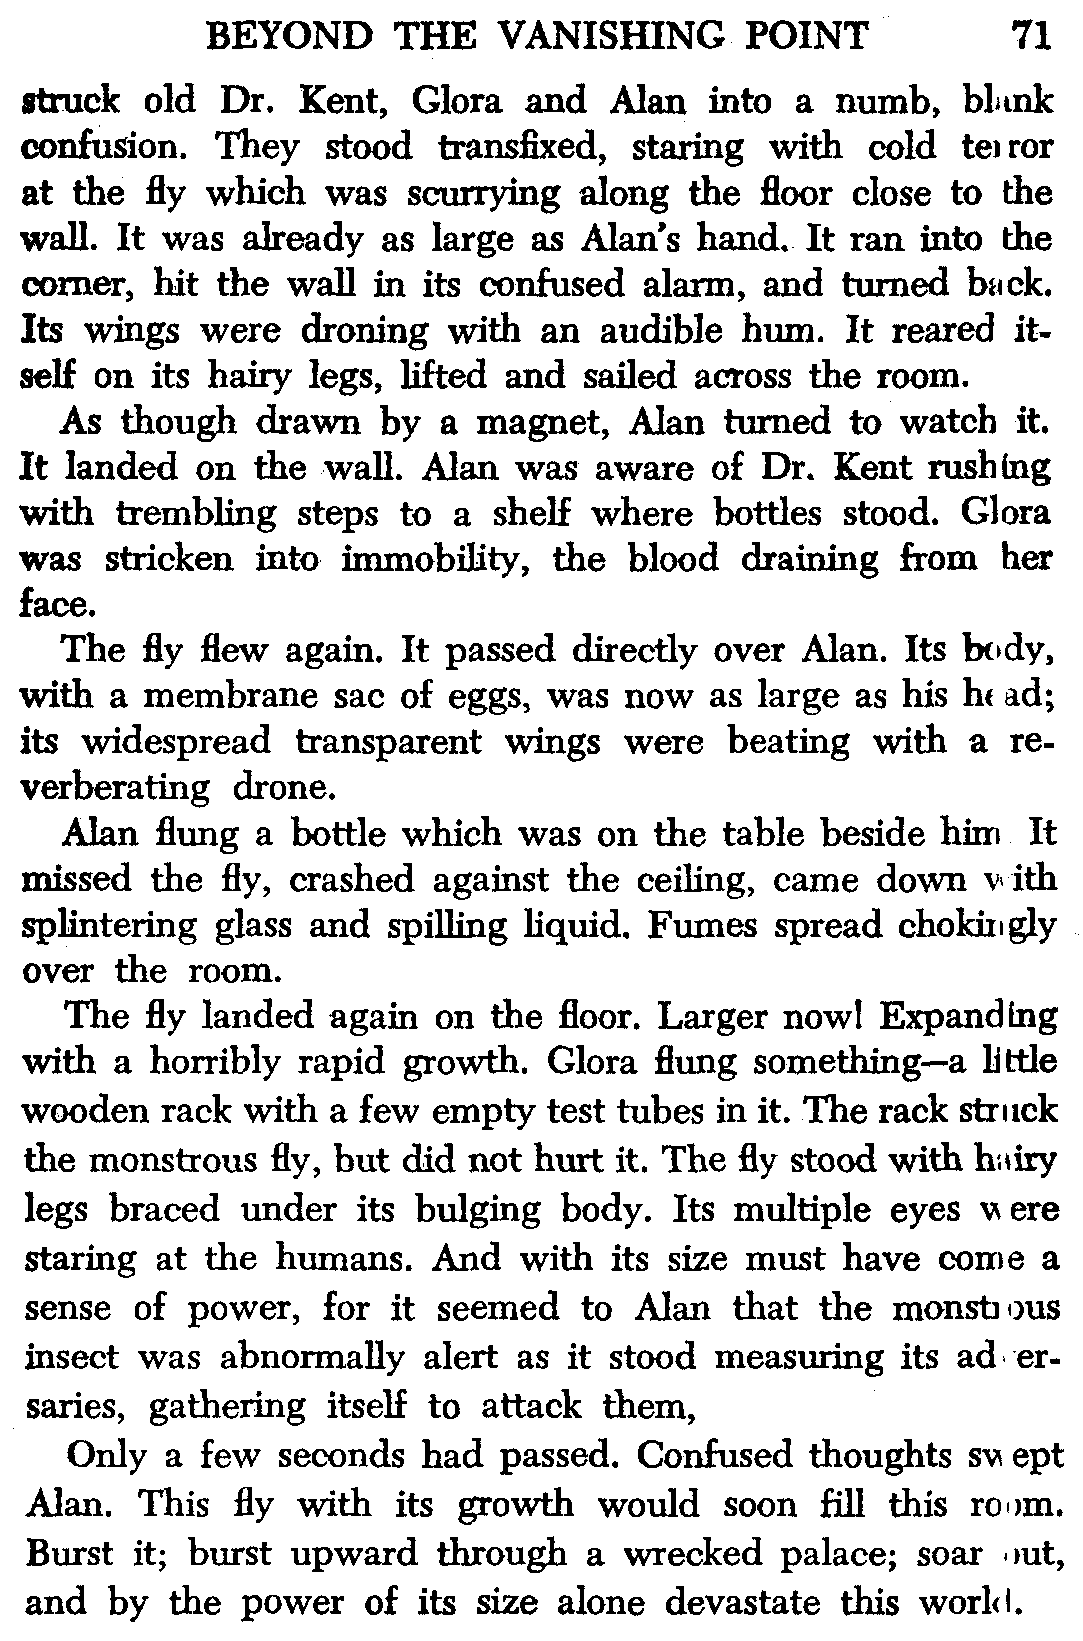 BEYOND THE VANISHING POINT 71
struck old Dr. Kent, Glora and Alan into a numb, blank
confusion. They stood transfixed, staring with cold terror
at the fly which was scurrying along the floor close to the
wall. It was already as large as Alan's hand. It ran into the
corner, hit the wall in its confused alarm, and turned back.
Its wings were droning with an audible hum. It reared it-
self on its hairy legs, lifted and sailed across the room.
As though drawn by a magnet, Alan turned to watch it.
It landed on the wall. Alan was aware of Dr. Kent rushing
with trembling steps to a shelf where bottles stood. Glora
was stricken into immobility, the blood draining from her
face.
The fly flew again. It passed directly over Alan. Its body,
with a membrane sac of eggs, was now as large as his head;
its widespread transparent wings were beating with a re-
verberating drone.
Alan flung a bottle which was on the table beside him It
missed the fly, crashed against the ceiling, came down with
splintering glass and spilling liquid. Fumes spread chokingly
over the room.
The fly landed again on the floor. Larger now! Expanding
with a horribly rapid growth. Glora flung something—a little
wooden rack with a few empty test tubes in it. The rack struck
the monstrous fly, but did not hurt it. The fly stood with hairy
legs braced under its bulging body. Its multiple eyes were
staring at the humans. And with its size must have come a
sense of power, for it seemed to Alan that the monstrous
insect was abnormally alert as it stood measuring its adver-
saries, gathering itself to attack them,
Only a few seconds had passed. Confused thoughts swept
Alan. This fly with its growth would soon fill this room.
Burst it; burst upward through a wrecked palace; soar out,
and by the power of its size alone devastate this world.